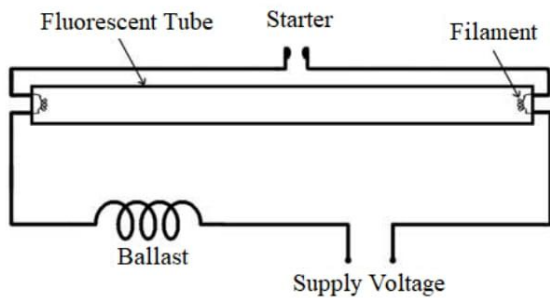 Starter
Fluorescent Tube
Filament
Ballast
Supply Voltage